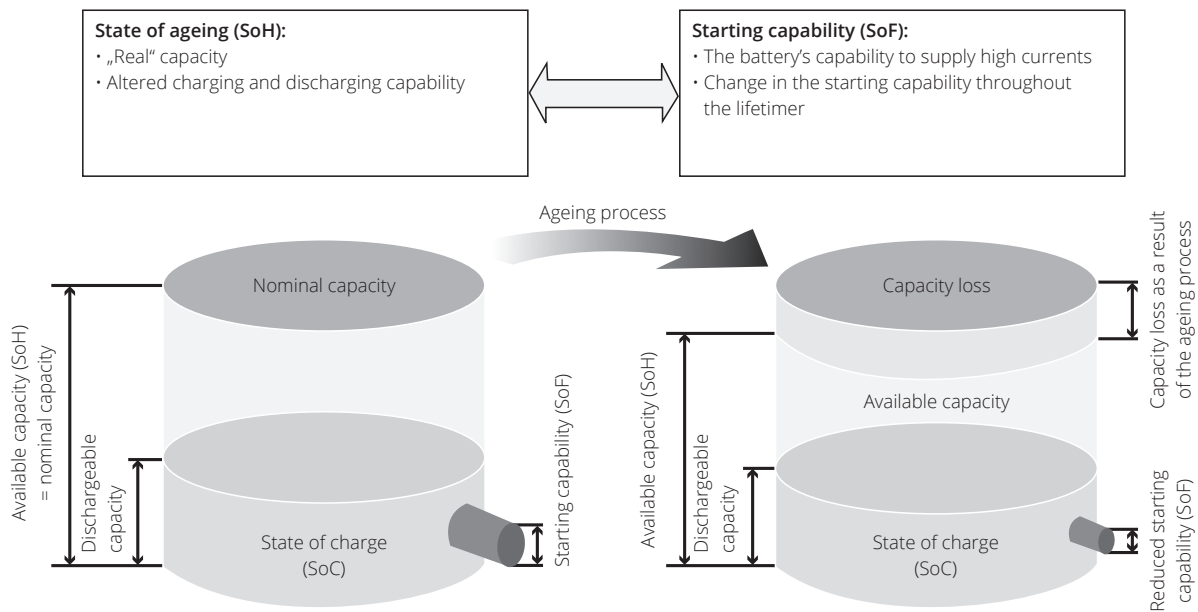 State of ageing (SoH):
· „Real“ capacity
· Altered charging and discharging capability
Starting capability (SoF):
· The battery’s capability to supply high currents
· Change in the starting capability throughout
the lifetimer
Ageing process
Nominal capacity
Available capacity (SoH)
= nominal capacity
Dischargeable
capacity
State of charge
(SoC)
Starting capability (SoF)
Capacity loss
Available capacity
Available capacity (SoH)
Dischargeable
capacity
State of charge
(SoC)
Capacity loss as a result
of the ageing process
Reduced starting
capability (SoF)